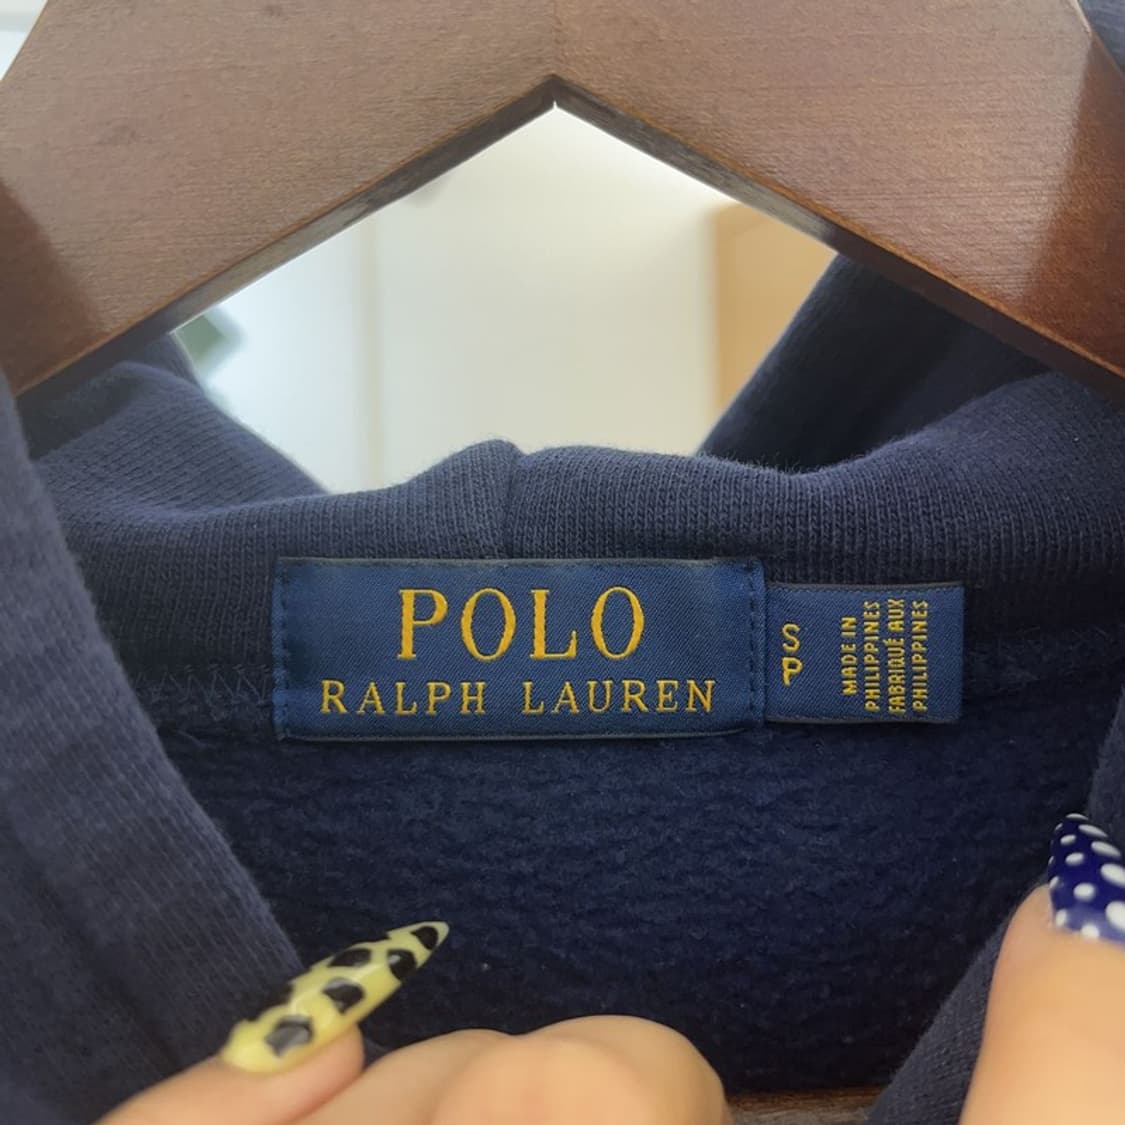 POLO
RALPH LAUREN
S
P
MADE IN
PHILIPPINES
FABRIQUÉ AUX
PHILIPPINES